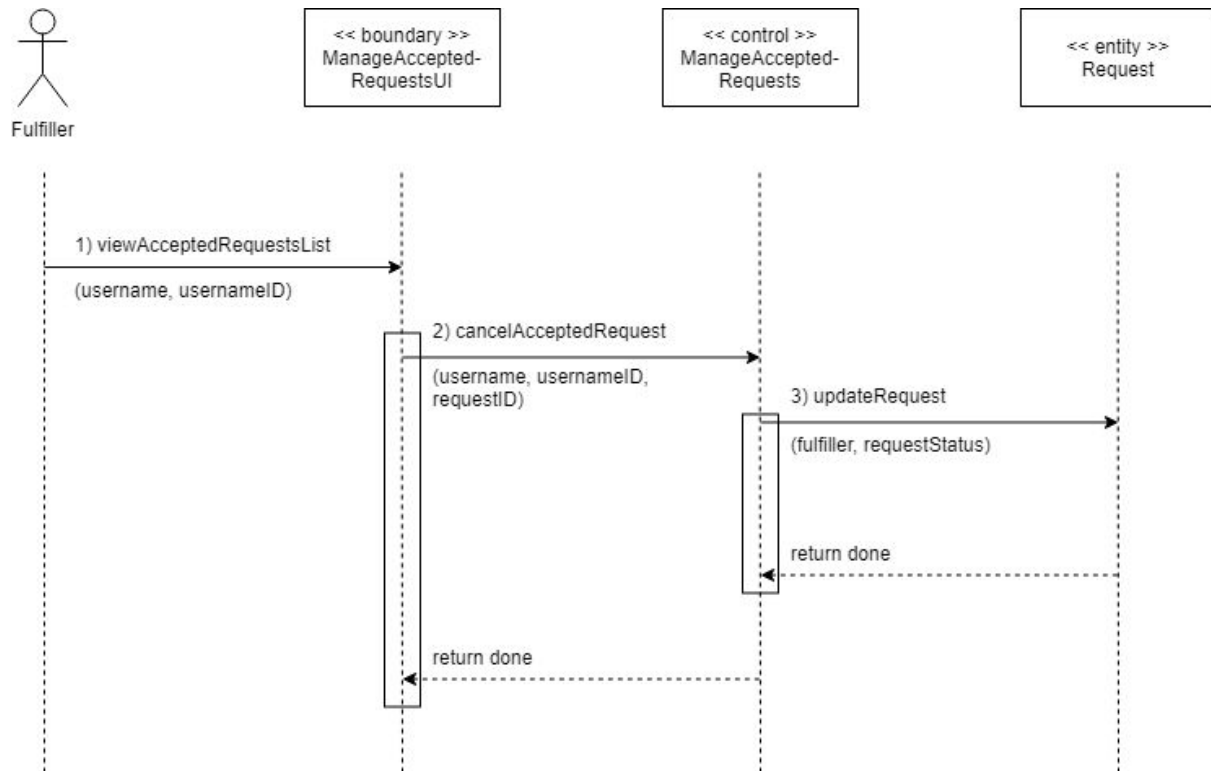 << boundary >>
ManageAccepted-
RequestsUI
<< control >>
ManageAccepted-
Requests
<< entity >>
Request
Fulfiller
1) viewAcceptedRequestsList
(username, usernameID)
2) cancelAcceptedRequest
(username, usernameID,
requestID)
3) updateRequest
(fulfiller, requestStatus)
return done
return done